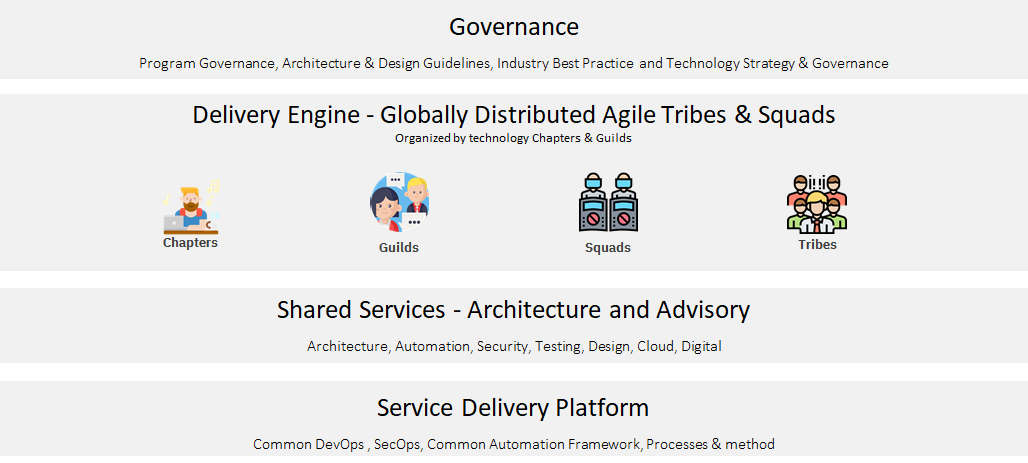 Governance
Program Governance, Architecture & Design Guidelines, Industry Best Practice and Technology Strategy & Governance
Delivery Engine - Globally Distributed Agile Tribes & Squads
Organized by technology Chapters & Guilds
Chapters
Guilds
Squads
Tribes
Shared Services - Architecture and Advisory
Architecture, Automation, Security, Testing, Design, Cloud, Digital
Service Delivery Platform
Common DevOps , SecOps, Common Automation Framework, Processes & method